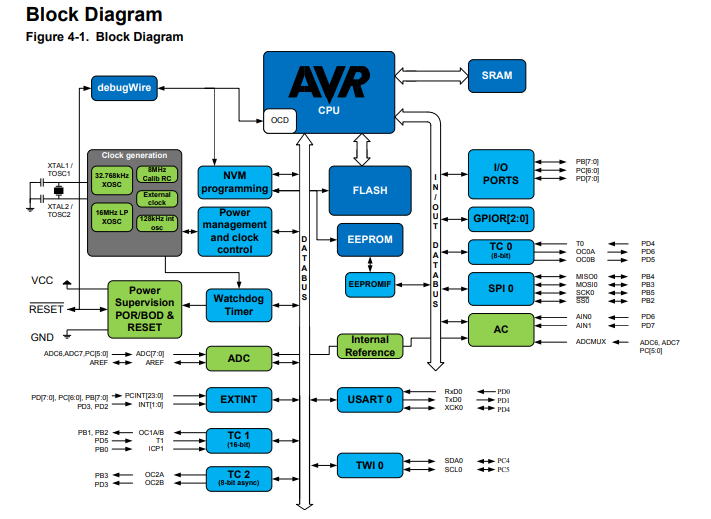 Block Diagram
Figure 4-1. Block Diagram
AVR
CPU
OCD
SRAM
debugWire
Clock generation
XTAL1 /
TOSC1
XTAL2 /
TOSC2
32.768kHz
XOSC
8MHz
Calib RC
External
clock
16MHz LP
XOSC
128kHz int
osc
NVM
programming
FLASH
I/O
PORTS
PB[7:0]
PC[6:0]
PD[7:0]
Power
management
and clock
control
EEPROM
GPIOR[2:0]
DATABUS
IN/OUT DATABUS
TC 0
(8-bit)
T0
OC0A
OC0B
PD4
PD6
PD5
EEPROMIF
SPI 0
MISO0
MOSI0
SCK0
SS0
PB4
PB3
PB5
PB2
VCC
RESET
GND
Power
Supervision
POR/BOD &
RESET
Watchdog
Timer
AC
AIN0
AIN1
ADCMUX
PD6
PD7
ADC6, ADC7
PC[5:0]
Internal
Reference
ADC6,ADC7,PC[5:0]
AREF
ADC[7:0]
AREF
ADC
PD[7:0], PC[6:0], PB[7:0]
PD3, PD2
PCINT[23:0]
INT[1:0]
EXTINT
USART 0
RxD0
TxD0
XCK0
PD0
PD1
PD4
PB1, PB2
PD5
PB0
OC1A/B
T1
ICP1
TC 1
(16-bit)
TWI 0
SDA0
SCL0
PC4
PC5
PB3
PD3
OC2A
OC2B
TC 2
(8-bit async)